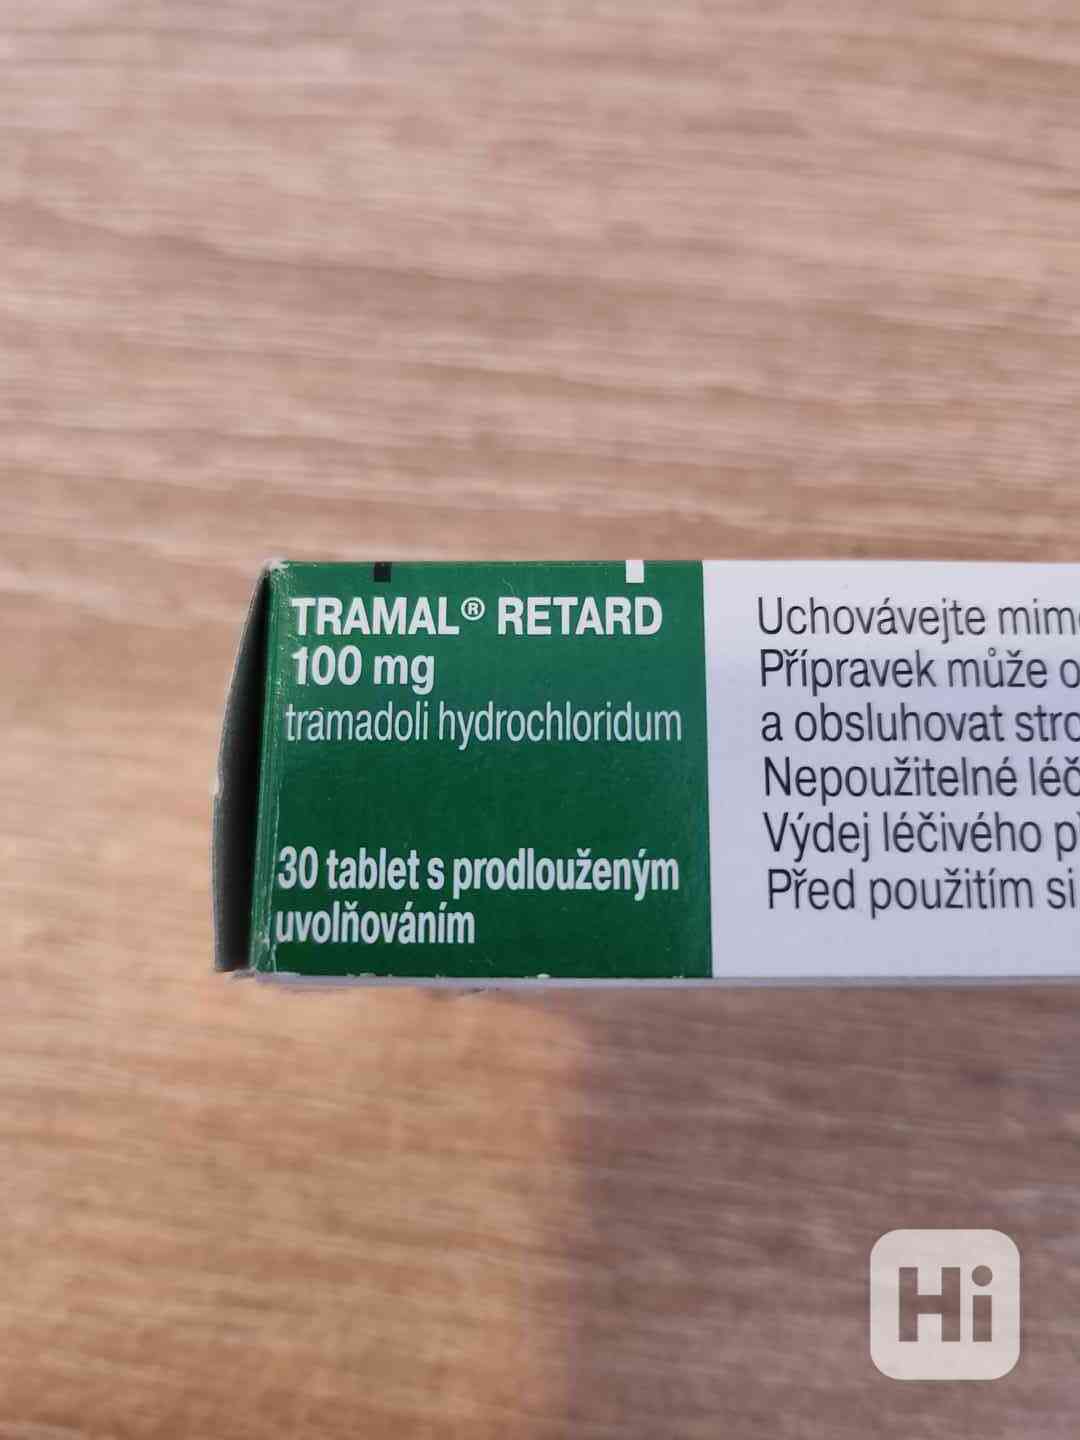 TRAMAL® RETARD
100 mg
tramadoli hydrochloridum
30 tablet s prodlouženým
uvolňováním
Uchovávejte
Přípravek může
a obsluhovat
Nepoužitelné
Výdej léčivého
Před použitím si
Hi